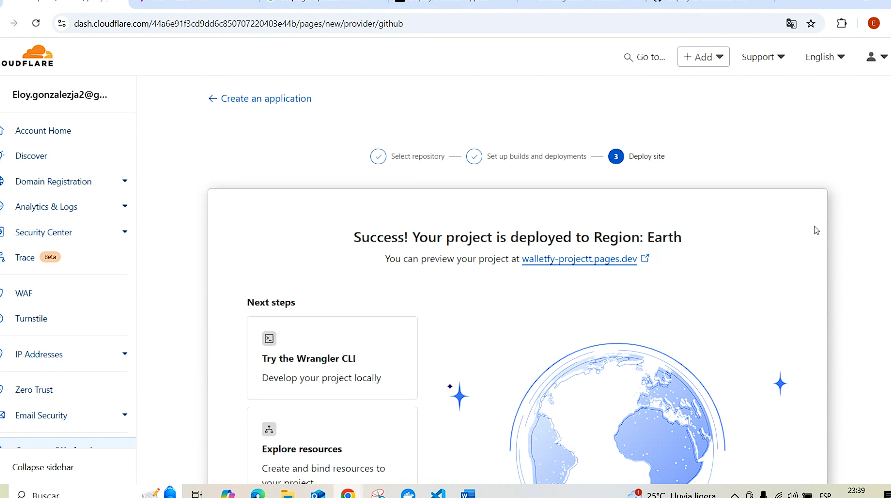 dash.cloudflare.com/44a6e91f3cd9dd6c850707220403e44b/pages/new/provider/github
E
OUDFLARE
Go to...
+ Add
Support
English
Eloy.gonzalezja2@g...
← Create an application
Account Home
Select repository
Set up builds and deployments
3
Deploy site
Discover
Domain Registration
Analytics & Logs
Security Center
Trace
Beta
WAF
Turnstile
IP Addresses
Zero Trust
Email Security
Collapse sidebar
Success! Your project is deployed to Region: Earth
You can preview your project at walletfy-projectt.pages.dev
Next steps
Try the Wrangler CLI
Develop your project locally
Explore resources
Create and bind resources to
your project
Buscar
25°C Lluvia ligera
ESP
23:39